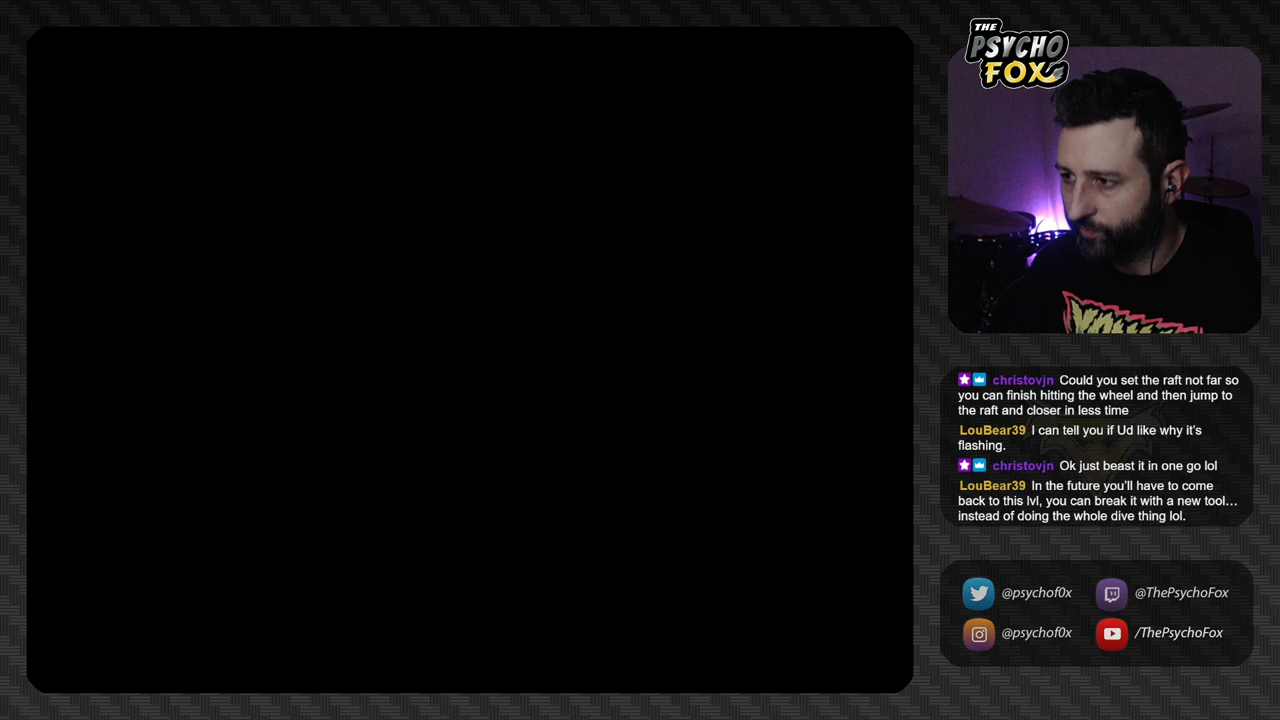 THE
PSYCHO
FOX
christovjn Could you set the raft not far so
you can finish hitting the wheel and then jump to
the raft and closer in less time
LouBear39 I can tell you if Ud like why it's
flashing.
christovjn Ok just beast it in one go lol
LouBear39 In the future you'll have to come
back to this lvl, you can break it with a new tool…
instead of doing the whole dive thing lol.
@psychof0x @ThePsychoFox
@psychof0x /ThePsychoFox